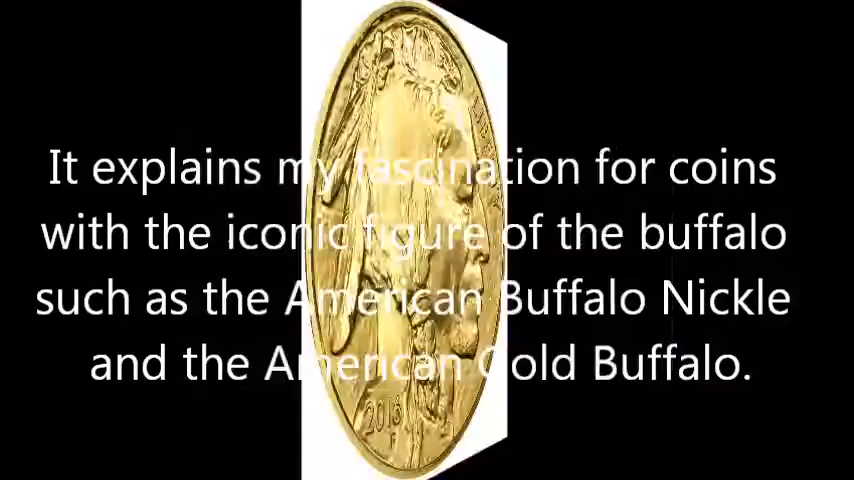 It explains my fascination for coins
with the iconic figure of the buffalo
such as the American Buffalo Nickle
and the American Gold Buffalo.
2016
F